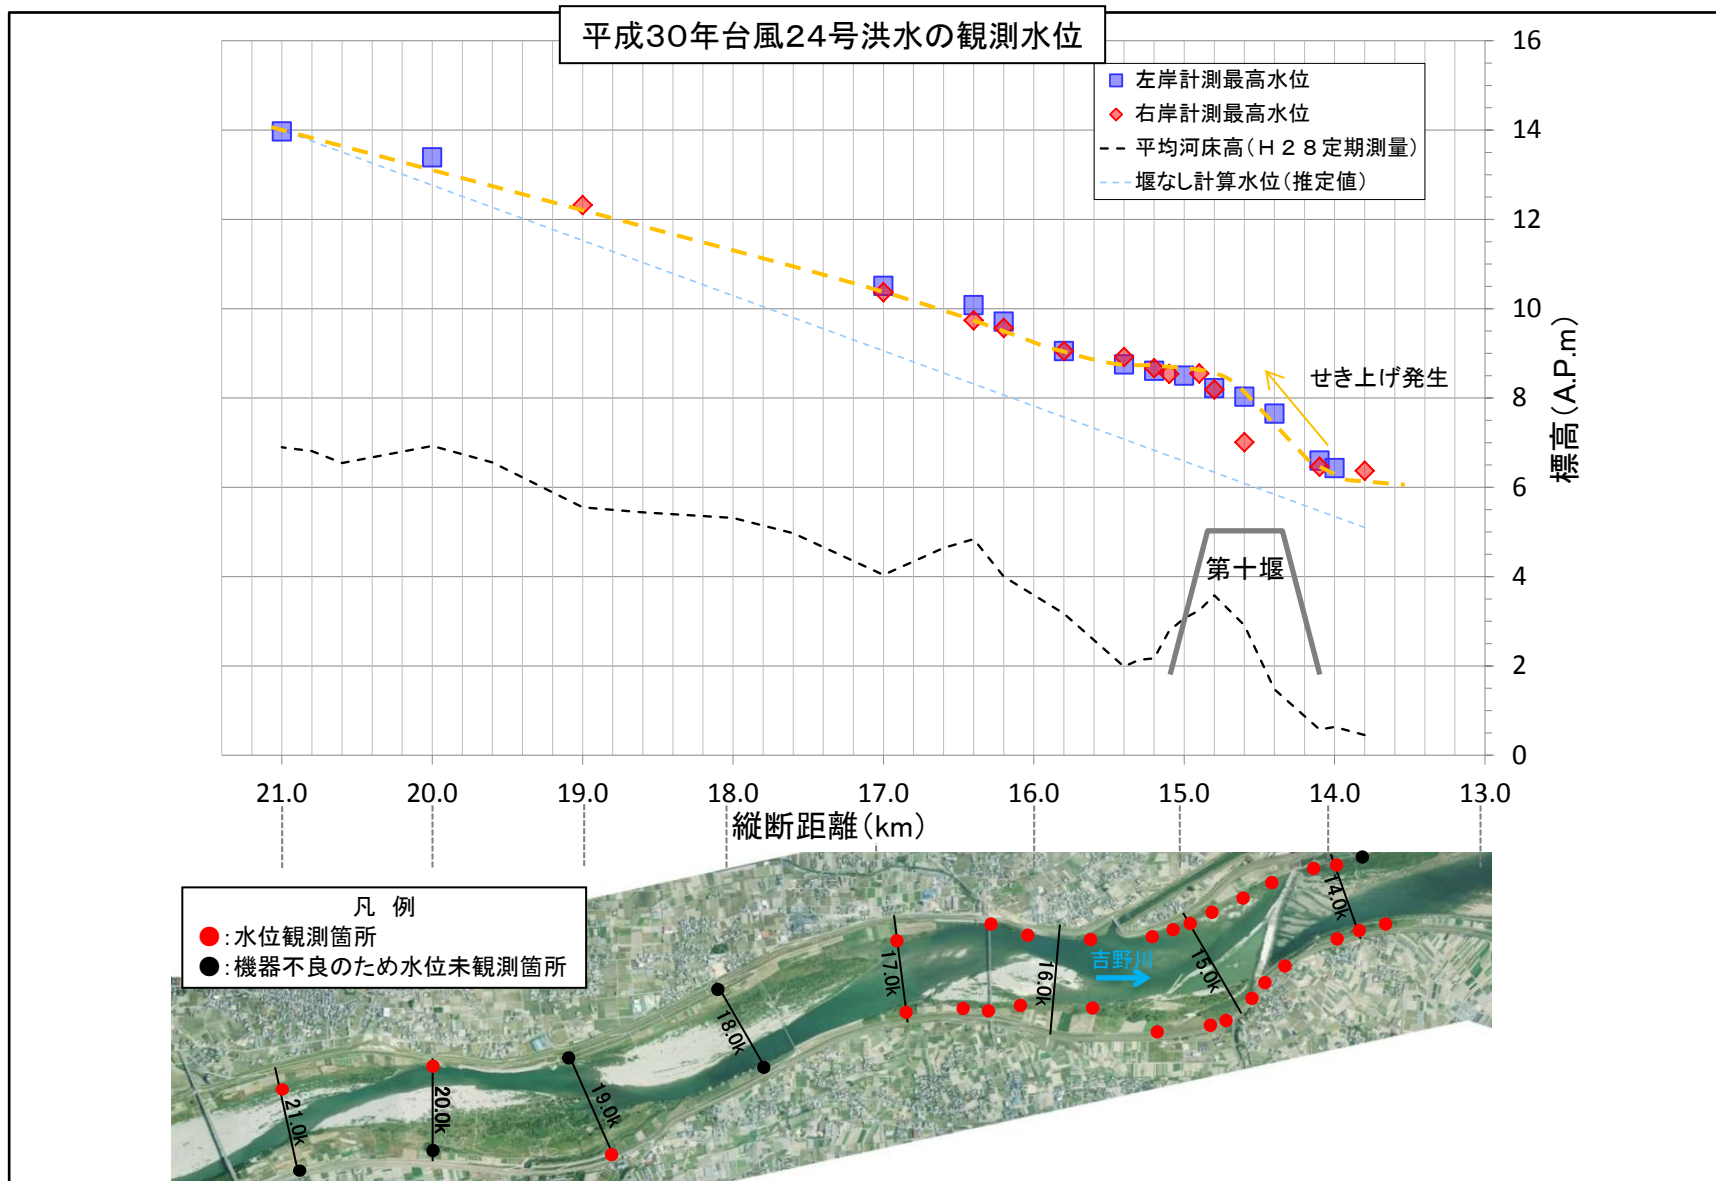 平成30年台風24号洪水の観測水位
左岸計測最高水位
右岸計測最高水位
平均河床高（Ｈ２８定期測量）
堰なし計算水位（推定値）
16
14
12
10
8
6
4
2
0
標高（A.P.m）
せき上げ発生
第十堰
21.0
20.0
19.0
18.0
17.0
16.0
15.0
14.0
13.0
縦断距離（km）
凡 例
●：水位観測箇所
●：機器不良のため水位未観測箇所
吉野川
21.0k
20.0k
19.0k
18.0k
17.0k
16.0k
15.0k
14.0k